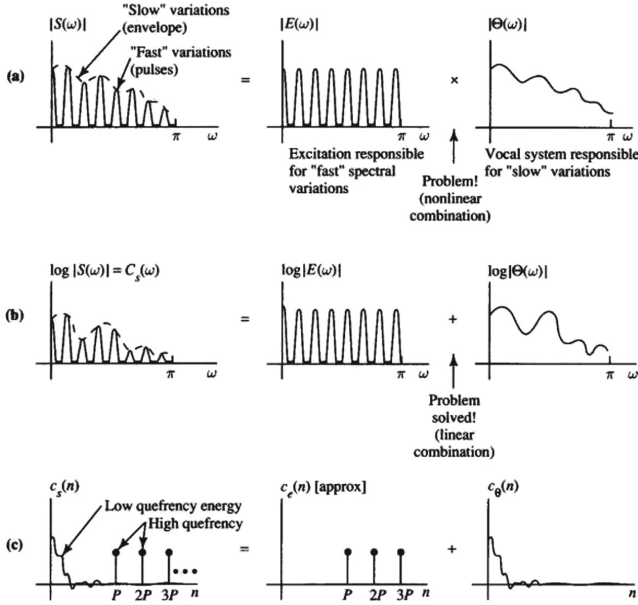 |S(ω)|
"Slow" variations
(envelope)
"Fast" variations
(pulses)
(a)
π ω
=
|E(ω)|
π ω
Excitation responsible
for "fast" spectral
variations
×
Problem!
(nonlinear
combination)
|Θ(ω)|
π ω
Vocal system responsible
for "slow" variations
log |S(ω)| = C_s(ω)
(b)
π ω
=
log|E(ω)|
π ω
+
Problem
solved!
(linear
combination)
log|Θ(ω)|
π ω
c_s(n)
Low quefrency energy
High quefrency
(c)
P 2P 3P n
=
c_e(n) [approx]
P 2P 3P n
+
c_θ(n)
n